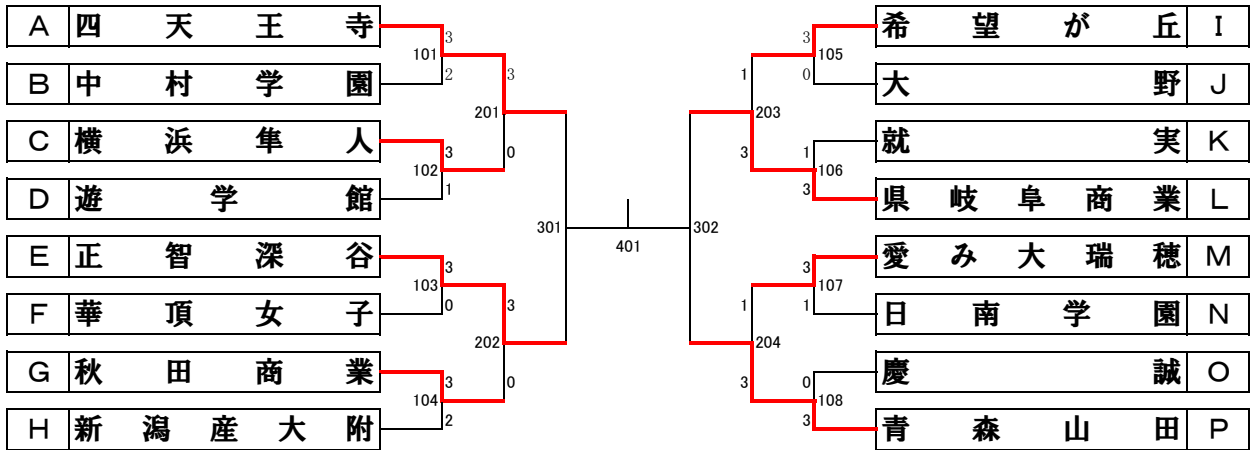 A 四天王寺
B 中村学園
C 横浜隼人
D 遊学館
E 正智深谷
F 華頂女子
G 秋田商業
H 新潟産大附
3
101
2
3
201
0
3
102
1
3
103
0
3
202
0
3
104
2
301
401
302
1
203
3
3
105
0
1
106
3
1
204
3
3
107
1
0
108
3
希望が丘 I
大野 J
就実 K
県岐阜商業 L
愛み大瑞穂 M
日南学園 N
慶誠 O
青森山田 P